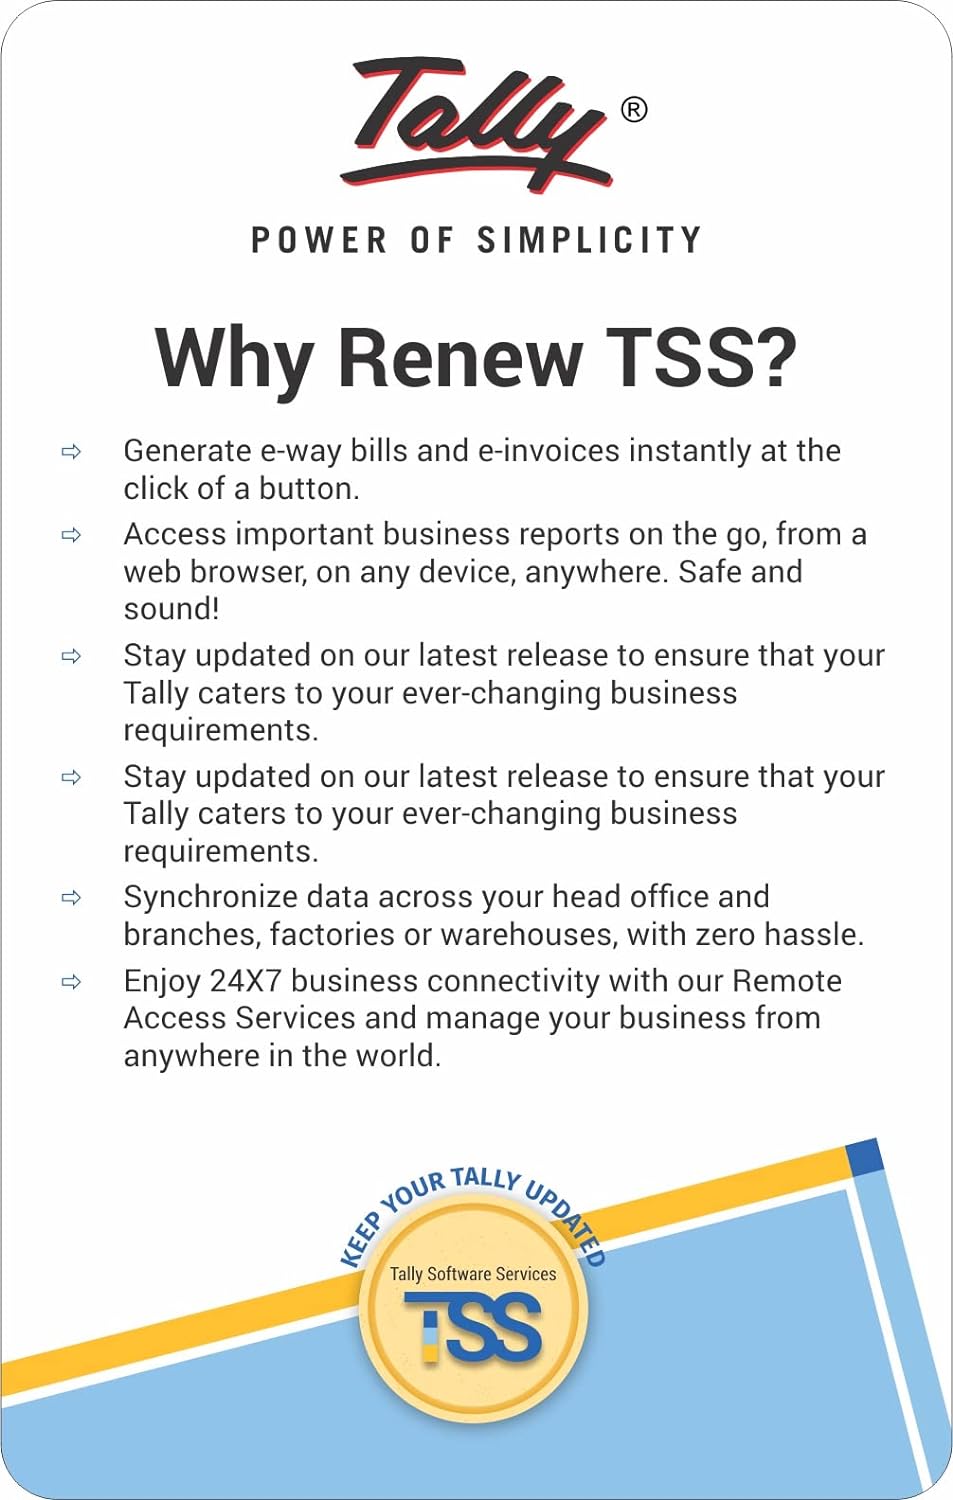 Tally®
POWER OF SIMPLICITY
Why Renew TSS?
⇨ Generate e-way bills and e-invoices instantly at the
click of a button.
⇨ Access important business reports on the go, from a
web browser, on any device, anywhere. Safe and
sound!
⇨ Stay updated on our latest release to ensure that your
Tally caters to your ever-changing business
requirements.
⇨ Stay updated on our latest release to ensure that your
Tally caters to your ever-changing business
requirements.
⇨ Synchronize data across your head office and
branches, factories or warehouses, with zero hassle.
⇨ Enjoy 24X7 business connectivity with our Remote
Access Services and manage your business from
anywhere in the world.
KEEP YOUR TALLY UPDATED
Tally Software Services
TSS